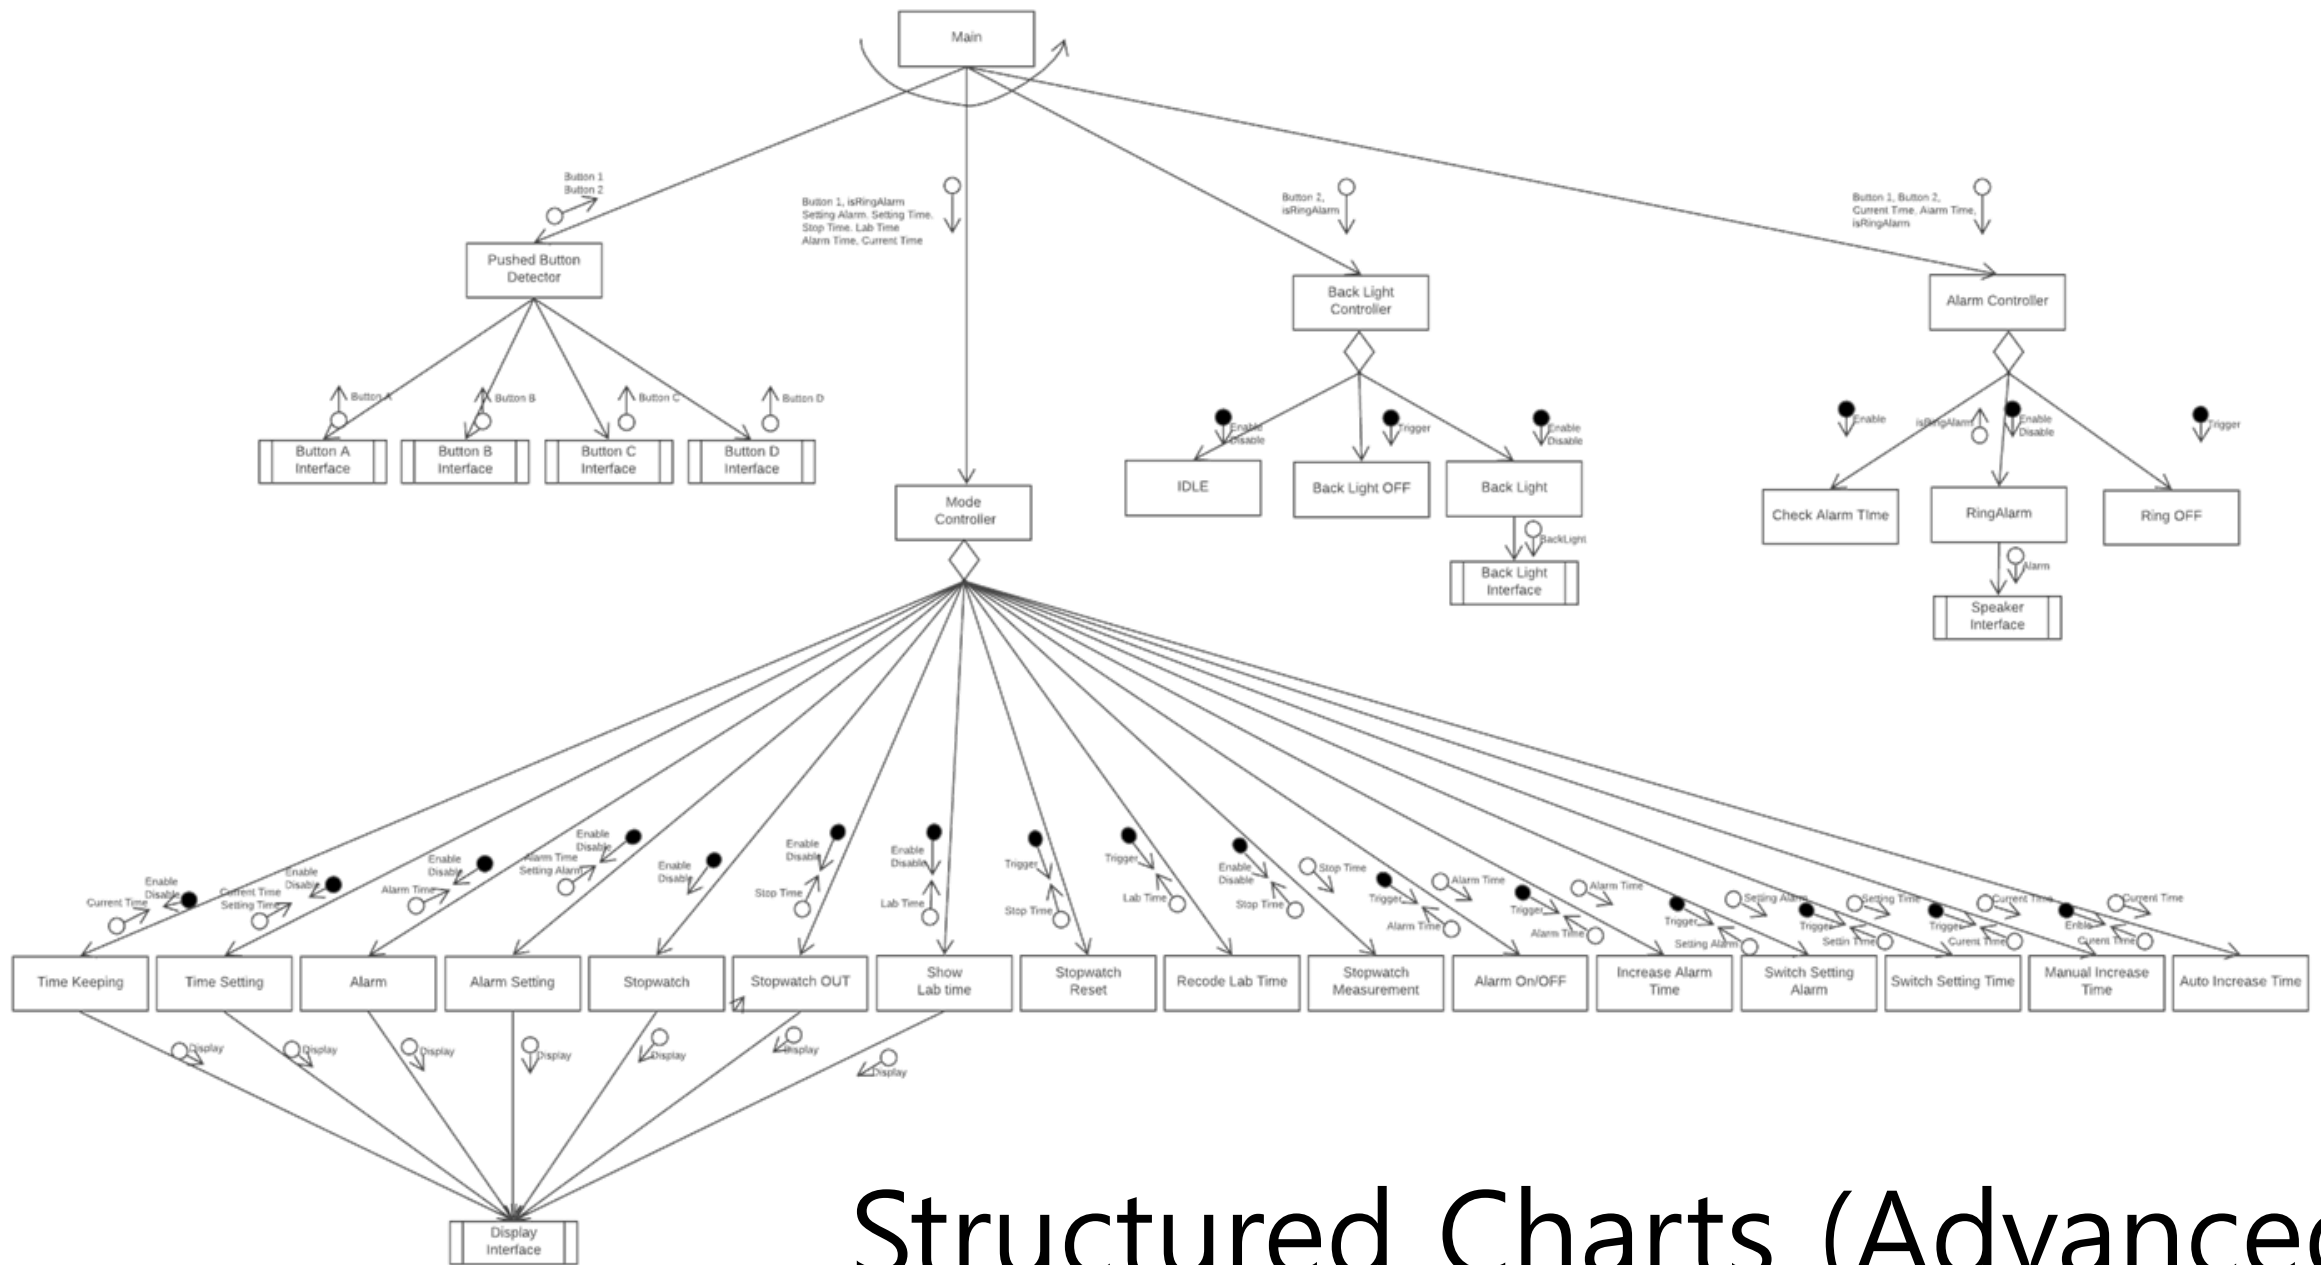 Main
Button 1
Button 2
Button 1, isRingAlarm
Setting Alarm, Setting Time,
Stop Time, Lab Time
Alarm Time, Current Time
Button 2,
isRingAlarm
Button 1, Button 2,
Current Time, Alarm Time,
isRingAlarm
Pushed Button
Detector
Back Light
Controller
Alarm Controller
Button A
Button B
Button C
Button D
Button A
Interface
Button B
Interface
Button C
Interface
Button D
Interface
Enable
Disable
Trigger
Enable
Disable
Enable
isRingAlarm
Enable
Disable
Trigger
IDLE
Back Light OFF
Back Light
Check Alarm TIme
RingAlarm
Ring OFF
Mode
Controller
BackLight
Back Light
Interface
Alarm
Speaker
Interface
Enable
Disable
Current Time
Enable
Disable
Current Time
Setting Time
Enable
Disable
Alarm Time
Enable
Disable
Alarm Time
Setting Alarm
Enable
Disable
Enable
Disable
Stop Time
Enable
Disable
Lab Time
Trigger
Stop Time
Trigger
Lab Time
Enable
Disable
Stop Time
Stop Time
Trigger
Alarm Time
Alarm Time
Trigger
Alarm Time
Alarm Time
Trigger
Setting Alarm
Setting Alarm
Trigger
Setting Time
Settin Time
Trigger
Current Time
Curent Time
Enble
Current Time
Curent Time
Time Keeping
Time Setting
Alarm
Alarm Setting
Stopwatch
Stopwatch OUT
Show
Lab time
Stopwatch
Reset
Recode Lab Time
Stopwatch
Measurement
Alarm On/OFF
Increase Alarm
Time
Switch Setting
Alarm
Switch Setting Time
Manual Increase
Time
Auto Increase Time
Display
Display
Display
Display
Display
Display
Display
Display
Interface
Structured Charts (Advanced